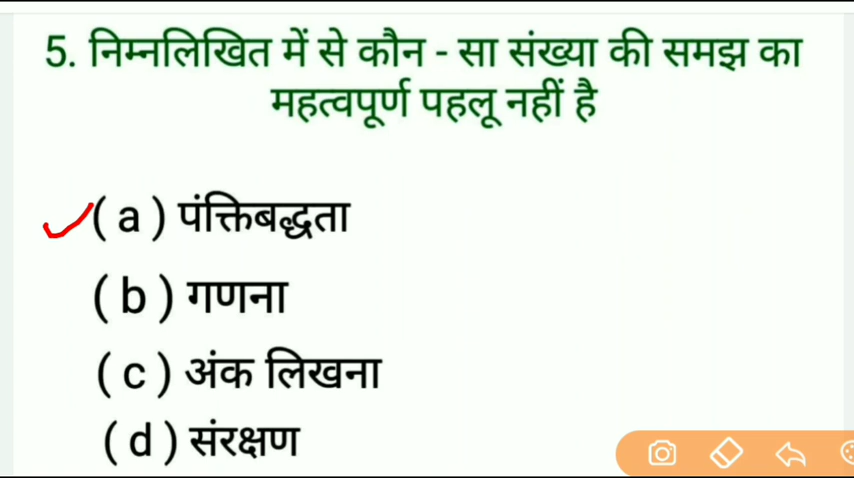 5. निम्नलिखित में से कौन - सा संख्या की समझ का
महत्वपूर्ण पहलू नहीं है
( a ) पंक्तिबद्धता
( b ) गणना
( c ) अंक लिखना
( d ) संरक्षण